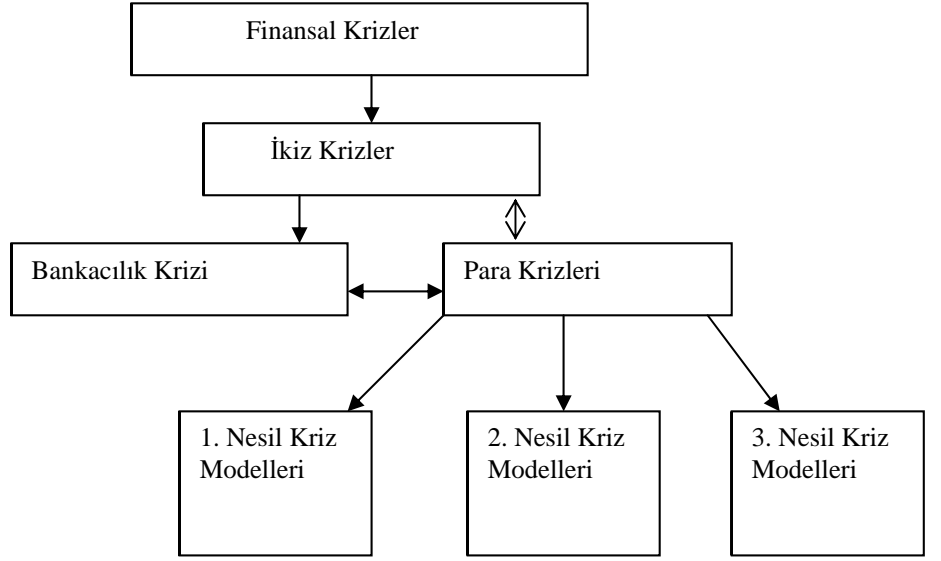 Finansal Krizler
İkiz Krizler
Bankacılık Krizi
Para Krizleri
1. Nesil Kriz
Modelleri
2. Nesil Kriz
Modelleri
3. Nesil Kriz
Modelleri